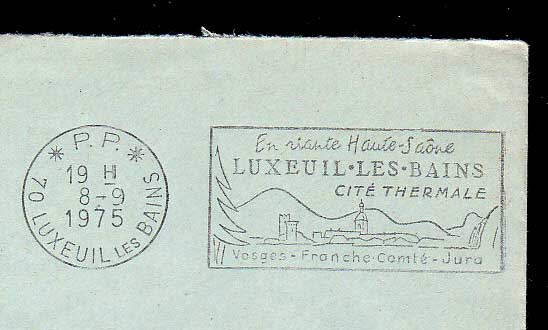 * P.P. *
19 H
8-9
1975
70 LUXEUIL LES BAINS
En riante Haute-Saône
LUXEUIL·LES·BAINS
CITÉ THERMALE
Vosges - Franche-Comté - Jura